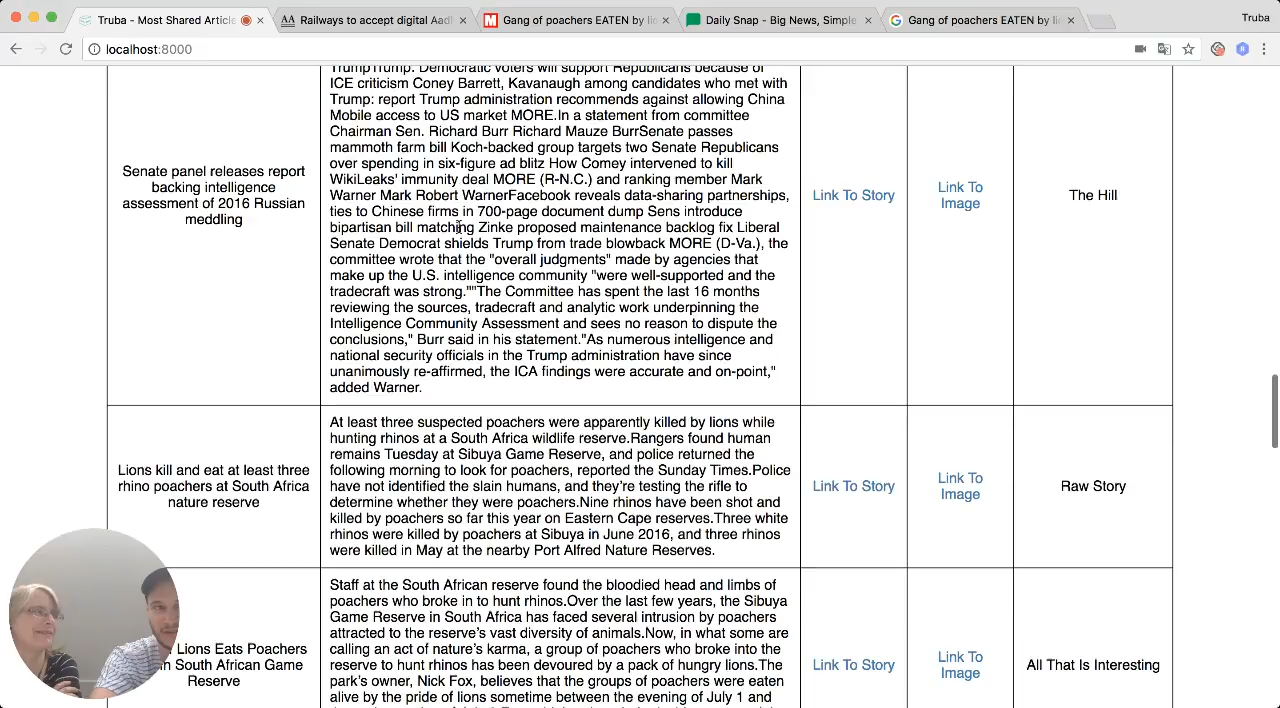 Truba - Most Shared Article
Railways to accept digital Aadl
Gang of poachers EATEN by lio
Daily Snap - Big News, Simple
Gang of poachers EATEN by lio
Truba
localhost:8000
TrumpTrump: Democratic voters will support Republicans because of
ICE criticism Coney Barrett, Kavanaugh among candidates who met with
Trump: report Trump administration recommends against allowing China
Mobile access to US market MORE.In a statement from committee
Chairman Sen. Richard Burr Richard Mauze BurrSenate passes
mammoth farm bill Koch-backed group targets two Senate Republicans
over spending in six-figure ad blitz How Comey intervened to kill
WikiLeaks' immunity deal MORE (R-N.C.) and ranking member Mark
Warner Mark Robert WarnerFacebook reveals data-sharing partnerships,
ties to Chinese firms in 700-page document dump Sens introduce
bipartisan bill matching Zinke proposed maintenance backlog fix Liberal
Senate Democrat shields Trump from trade blowback MORE (D-Va.), the
committee wrote that the "overall judgments" made by agencies that
make up the U.S. intelligence community "were well-supported and the
tradecraft was strong.""The Committee has spent the last 16 months
reviewing the sources, tradecraft and analytic work underpinning the
Intelligence Community Assessment and sees no reason to dispute the
conclusions," Burr said in his statement."As numerous intelligence and
national security officials in the Trump administration have since
unanimously re-affirmed, the ICA findings were accurate and on-point,"
added Warner.
Senate panel releases report
backing intelligence
assessment of 2016 Russian
meddling
Link To Story
Link To
Image
The Hill
Lions kill and eat at least three
rhino poachers at South Africa
nature reserve
At least three suspected poachers were apparently killed by lions while
hunting rhinos at a South Africa wildlife reserve.Rangers found human
remains Tuesday at Sibuya Game Reserve, and police returned the
following morning to look for poachers, reported the Sunday Times.Police
have not identified the slain humans, and they're testing the rifle to
determine whether they were poachers.Nine rhinos have been shot and
killed by poachers so far this year on Eastern Cape reserves.Three white
rhinos were killed by poachers at Sibuya in June 2016, and three rhinos
were killed in May at the nearby Port Alfred Nature Reserves.
Link To Story
Link To
Image
Raw Story
Lions Eats Poachers
in South African Game
Reserve
Staff at the South African reserve found the bloodied head and limbs of
poachers who broke in to hunt rhinos.Over the last few years, the Sibuya
Game Reserve in South Africa has faced several intrusion by poachers
attracted to the reserve's vast diversity of animals.Now, in what some are
calling an act of nature's karma, a group of poachers who broke into the
reserve to hunt rhinos has been devoured by a pack of hungry lions.The
park's owner, Nick Fox, believes that the groups of poachers were eaten
alive by the pride of lions sometime between the evening of July 1 and
Link To Story
Link To
Image
All That Is Interesting